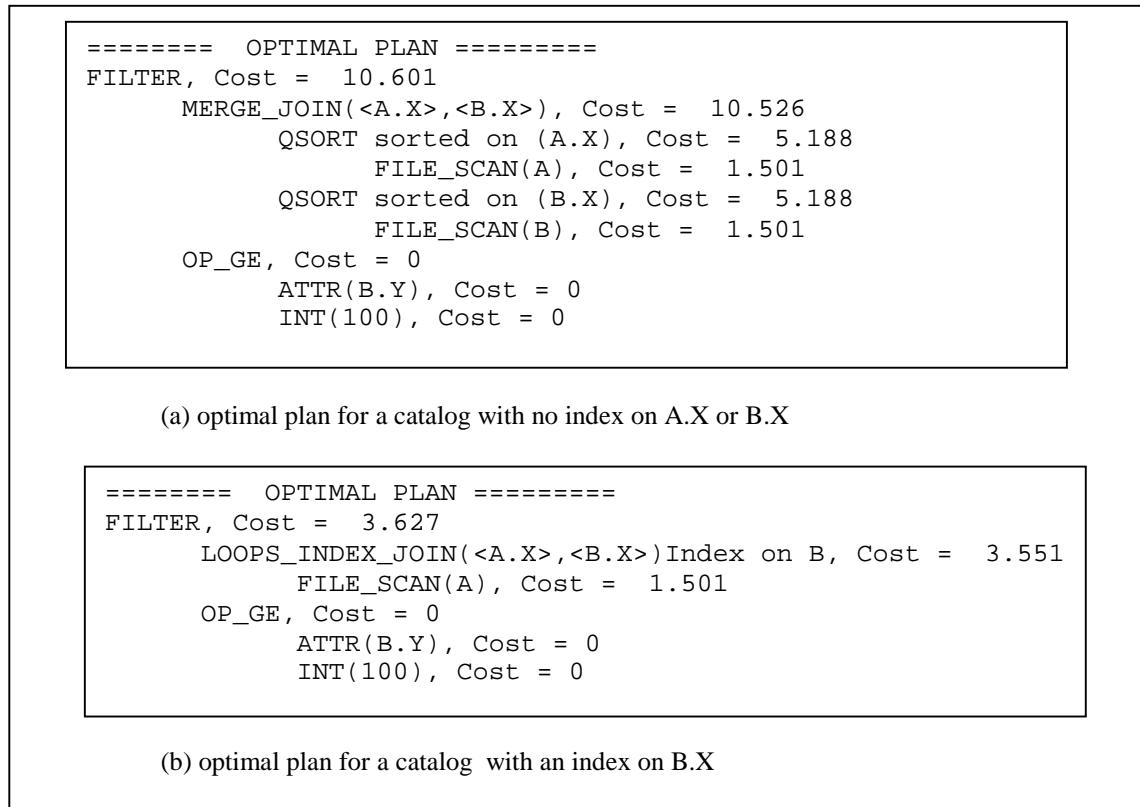 ======== OPTIMAL PLAN =========
FILTER, Cost = 10.601
MERGE_JOIN(<A.X>,<B.X>), Cost = 10.526
QSORT sorted on (A.X), Cost = 5.188
FILE_SCAN(A), Cost = 1.501
QSORT sorted on (B.X), Cost = 5.188
FILE_SCAN(B), Cost = 1.501
OP_GE, Cost = 0
ATTR(B.Y), Cost = 0
INT(100), Cost = 0
(a) optimal plan for a catalog with no index on A.X or B.X
======== OPTIMAL PLAN =========
FILTER, Cost = 3.627
LOOPS_INDEX_JOIN(<A.X>,<B.X>)Index on B, Cost = 3.551
FILE_SCAN(A), Cost = 1.501
OP_GE, Cost = 0
ATTR(B.Y), Cost = 0
INT(100), Cost = 0
(b) optimal plan for a catalog with an index on B.X